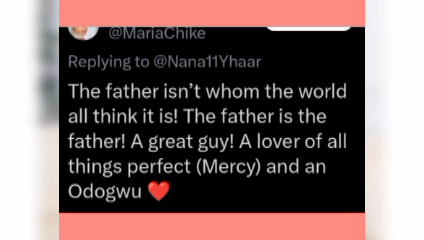 @MariaChike
Replying to @Nana11Yhaar
The father isn't whom the world
all think it is! The father is the
father! A great guy! A lover of all
things perfect (Mercy) and an
Odogwu ❤️